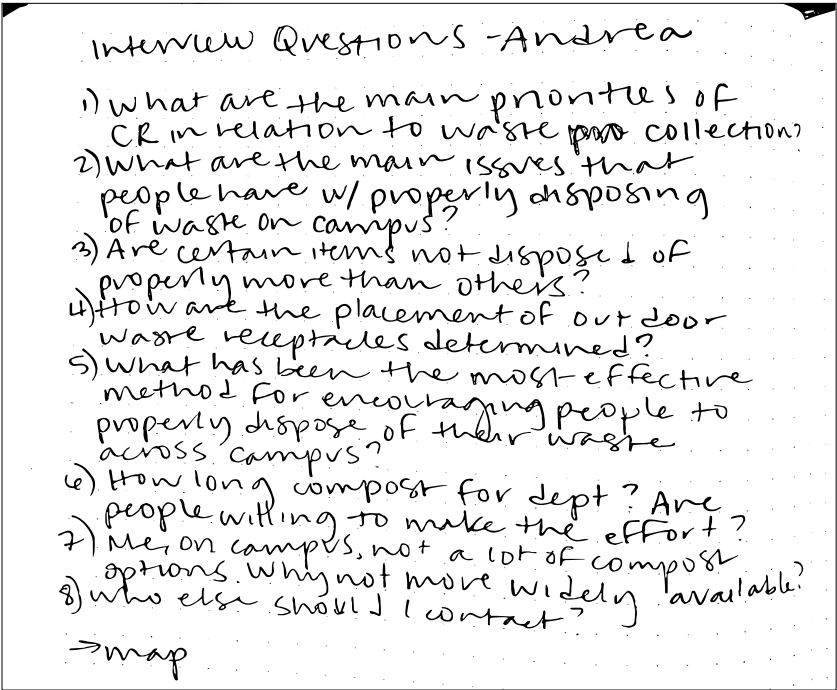 Interview Questions - Andrea
1) What are the main priorities of
CR in relation to waste collection?
2) What are the main issues that
people have w/ properly disposing
of waste on campus?
3) Are certain items not disposed of
properly more than others?
4) How are the placement of outdoor
waste receptacles determined?
5) What has been the most effective
method for encouraging people to
properly dispose of their waste
across campus?
6) How long compost for dept? Are
people willing to make the effort?
7) Me, on campus, not a lot of compost
options. Why not more widely available?
8) Who else should I contact?
→ map